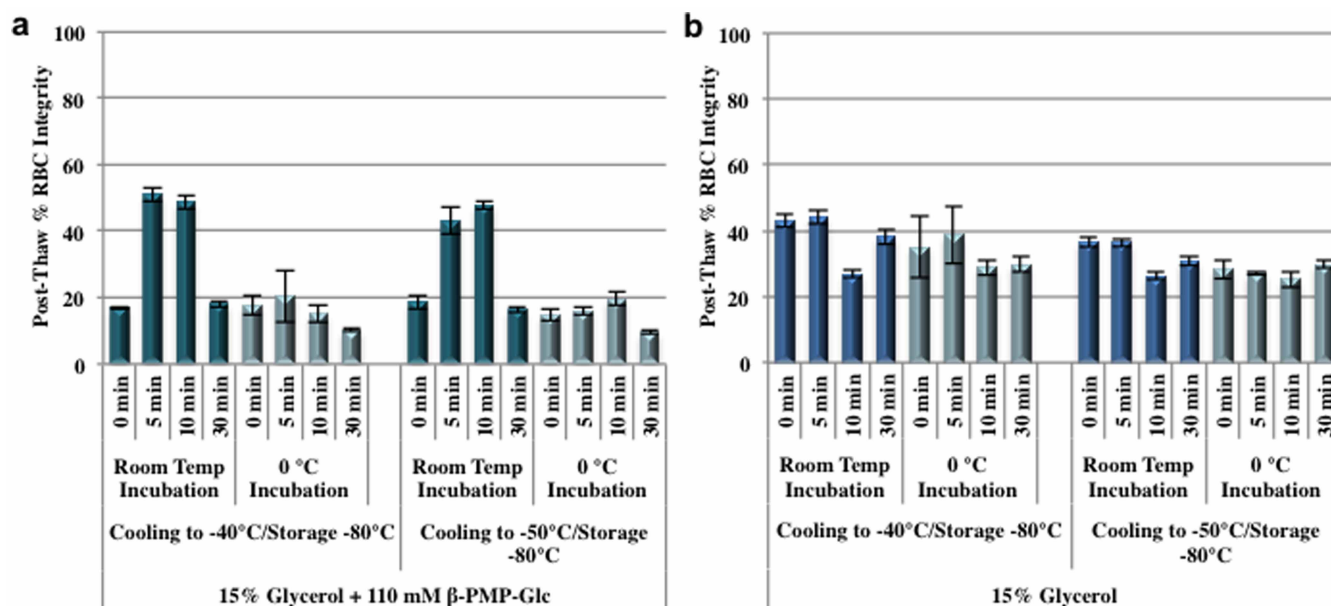 a
Post-Thaw % RBC Integrity
100
80
60
40
20
0
0 min
5 min
10 min
30 min
0 min
5 min
10 min
30 min
0 min
5 min
10 min
30 min
0 min
5 min
10 min
30 min
Room Temp
Incubation
0 °C
Incubation
Room Temp
Incubation
0 °C
Incubation
Cooling to -40°C/Storage -80°C
Cooling to -50°C/Storage
-80°C
15% Glycerol + 110 mM β-PMP-Glc
b
Post-Thaw % RBC Integrity
100
80
60
40
20
0
0 min
5 min
10 min
30 min
0 min
5 min
10 min
30 min
0 min
5 min
10 min
30 min
0 min
5 min
10 min
30 min
Room Temp
Incubation
0 °C
Incubation
Room Temp
Incubation
0 °C
Incubation
Cooling to -40°C/Storage -80°C
Cooling to -50°C/Storage
-80°C
15% Glycerol